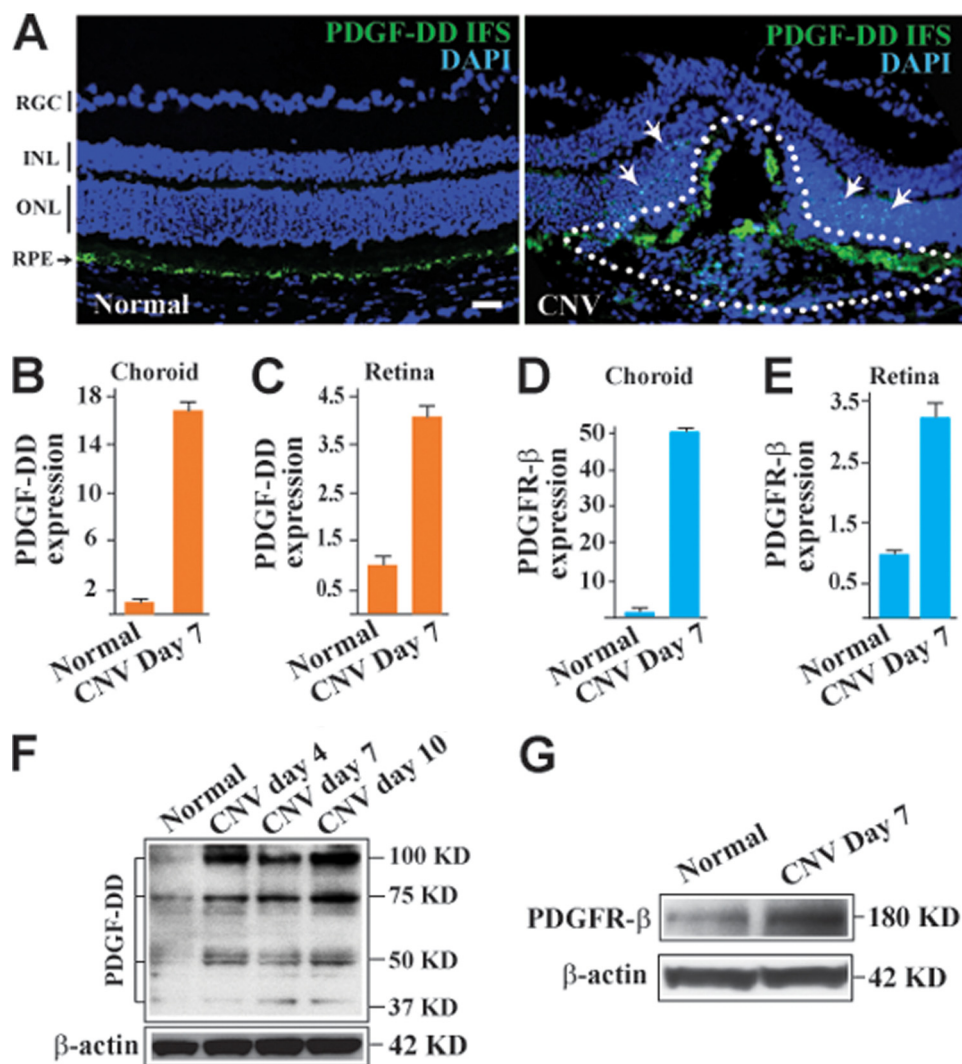 A
PDGF-DD IFS
DAPI
PDGF-DD IFS
DAPI
RGC
INL
ONL
RPE
Normal
CNV
B
Choroid
PDGF-DD
expression
18
14
10
6
2
Normal
CNV Day 7
C
Retina
PDGF-DD
expression
4.5
3.5
2.5
1.5
0.5
Normal
CNV Day 7
D
Choroid
PDGFR-β
expression
50
40
30
20
10
Normal
CNV Day 7
E
Retina
PDGFR-β
expression
3.5
2.5
1.5
0.5
Normal
CNV Day 7
F
Normal
CNV day 4
CNV day 7
CNV day 10
PDGF-DD
100 KD
75 KD
50 KD
37 KD
β-actin
42 KD
G
Normal
CNV Day 7
PDGFR-β
180 KD
β-actin
42 KD